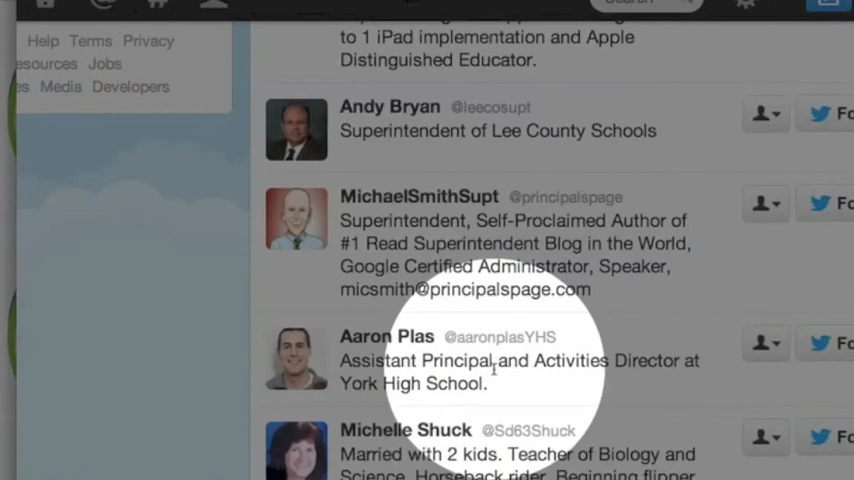 Search
Help Terms Privacy
Jobs
Media Developers
to 1 iPad implementation and Apple
Distinguished Educator.
Andy Bryan @leecosupt
Superintendent of Lee County Schools
MichaelSmithSupt @principalspage
Superintendent, Self-Proclaimed Author of
#1 Read Superintendent Blog in the World,
Google Certified Administrator, Speaker,
micsmith@principalspage.com
Aaron Plas @aaronplasYHS
Assistant Principal and Activities Director at
York High School.
Michelle Shuck @Sd63Shuck
Married with 2 kids. Teacher of Biology and
Science. Horseback rider. Beginning flipper